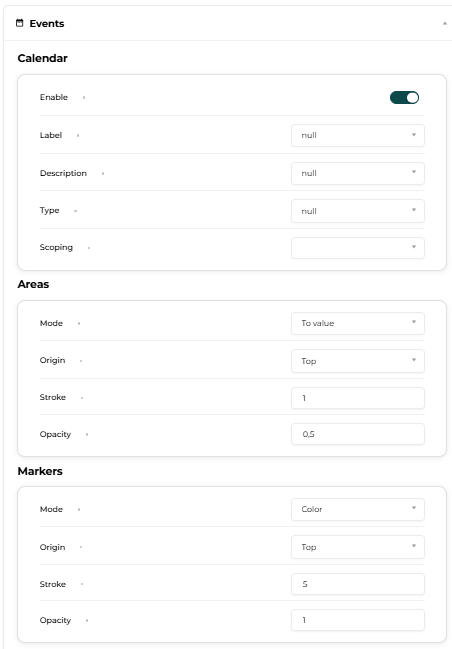 Events
Calendar
Enable
Label null
Description null
Type null
Scoping
Areas
Mode To value
Origin Top
Stroke 1
Opacity 0,5
Markers
Mode Color
Origin Top
Stroke 5
Opacity 1